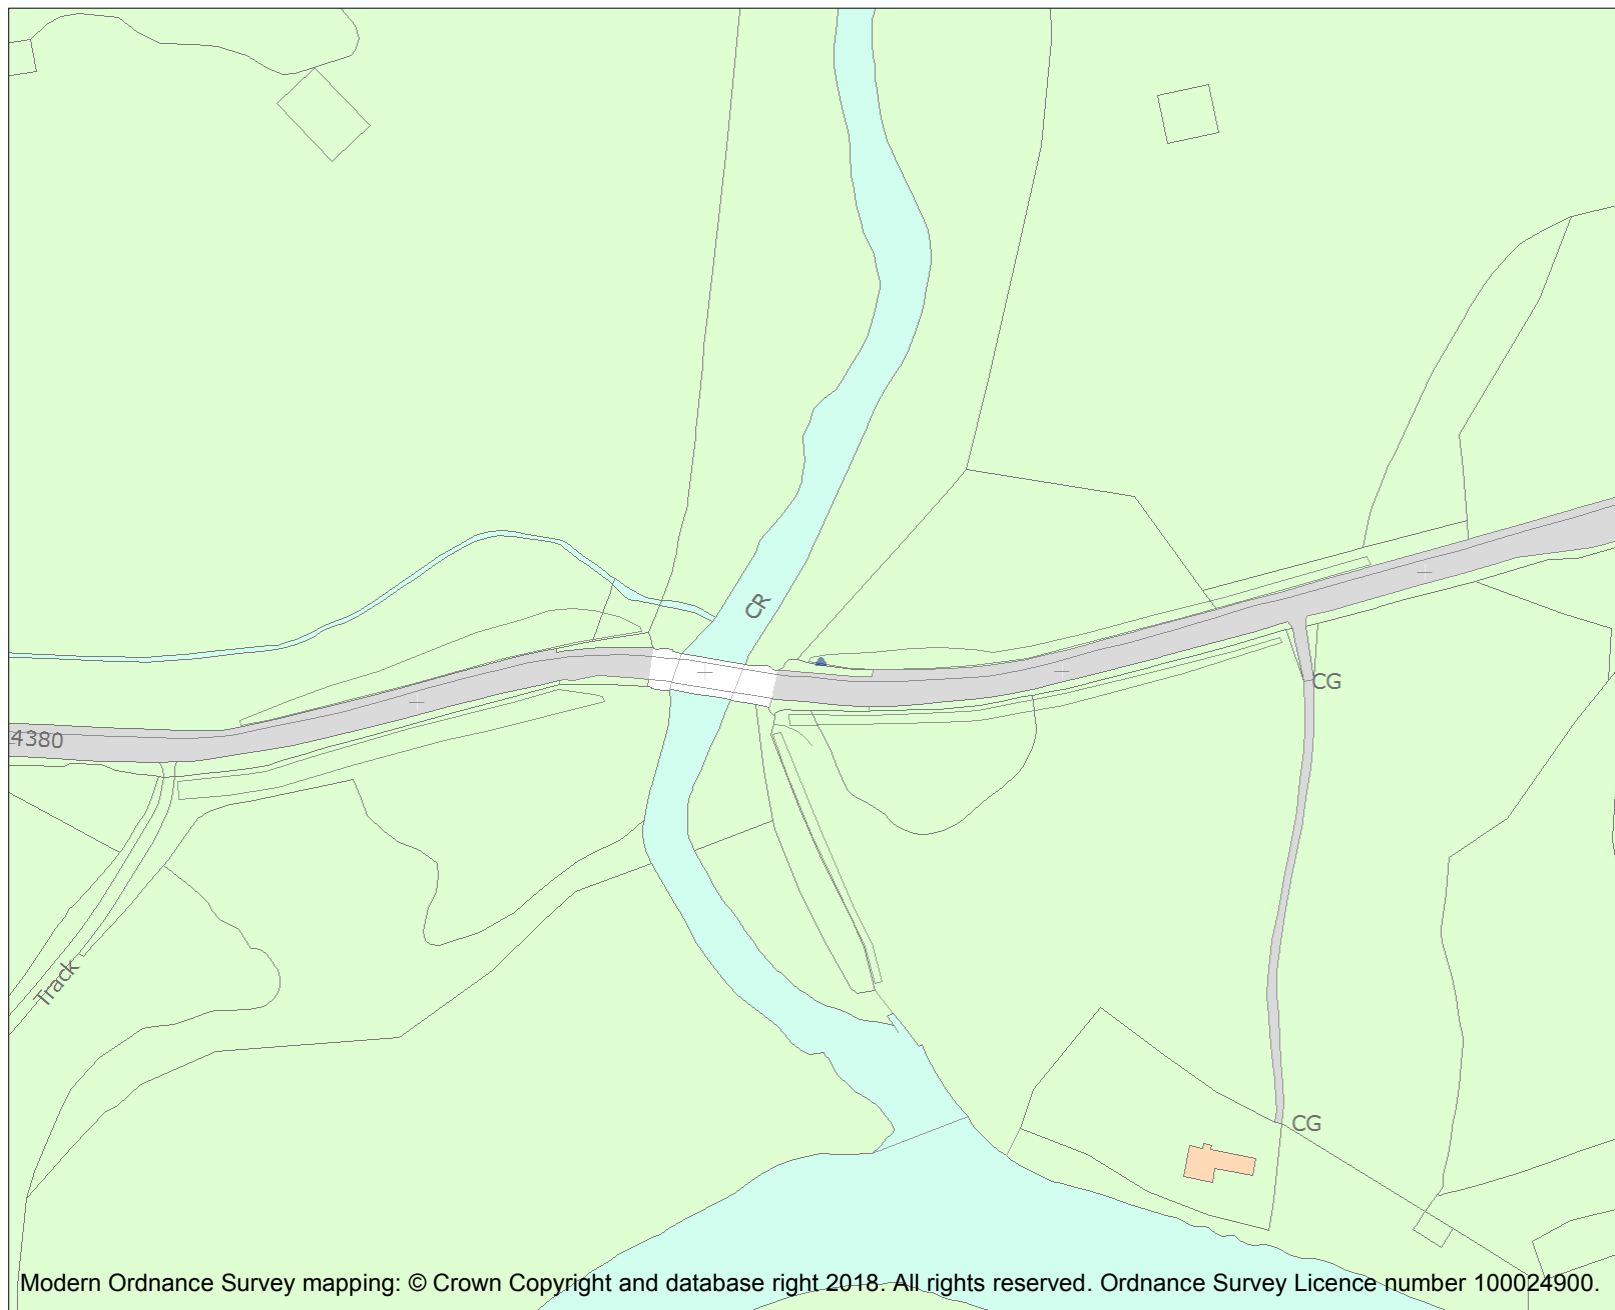 CR
CG
4380
Track
CG
Modern Ordnance Survey mapping: © Crown Copyright and database right 2018. All rights reserved. Ordnance Survey Licence number 100024900.